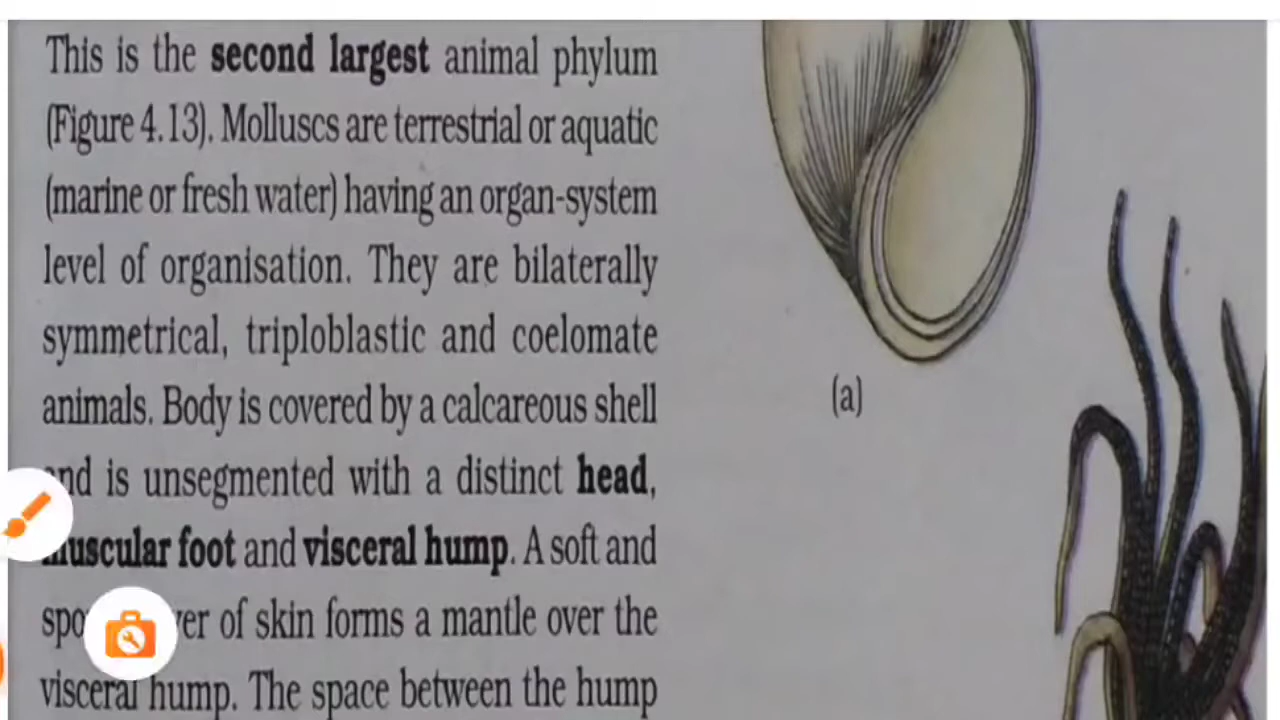 This is the second largest animal phylum
(Figure 4.13). Molluscs are terrestrial or aquatic
(marine or fresh water) having an organ-system
level of organisation. They are bilaterally
symmetrical, triploblastic and coelomate
animals. Body is covered by a calcareous shell
and is unsegmented with a distinct head,
muscular foot and visceral hump. A soft and
of skin forms a mantle over the
visceral hump. The space between the hump
(a)